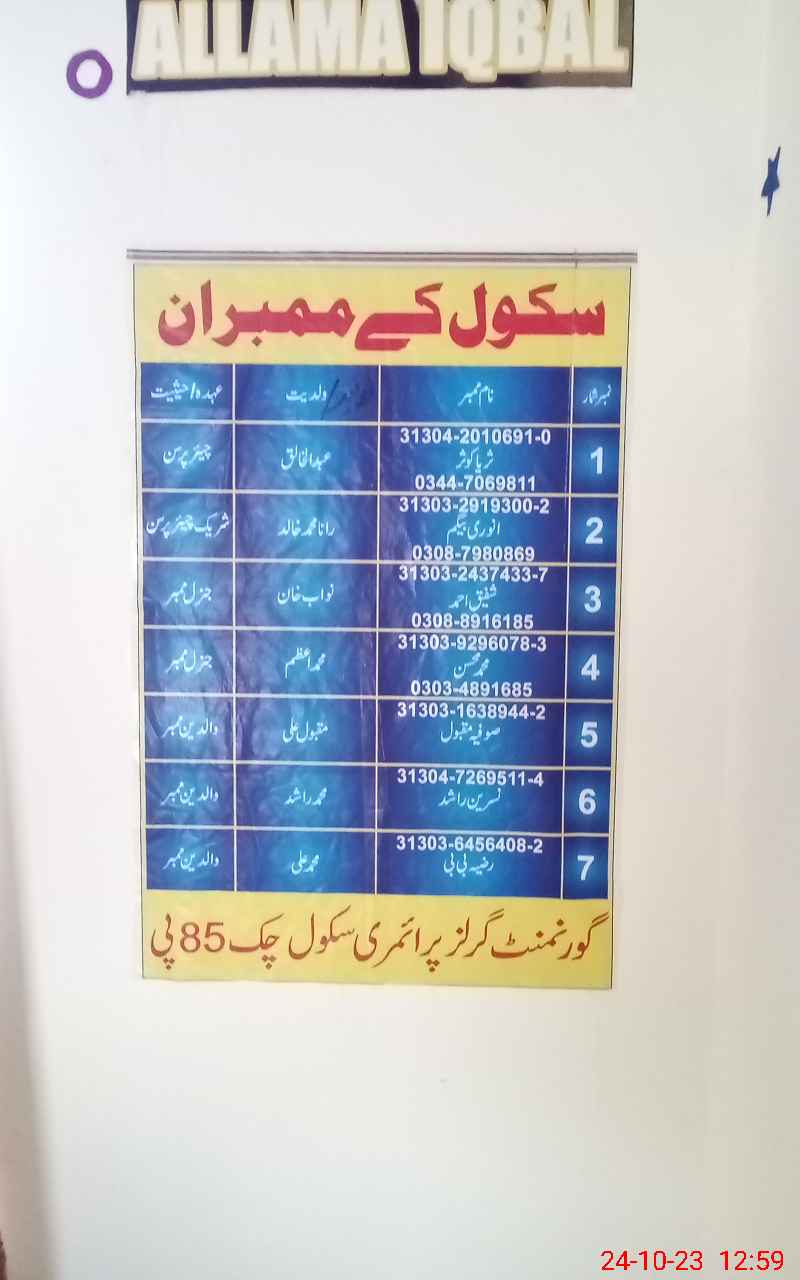 ALLAMA IQBAL
سکول کے ممبران
نمبر شمار نام ممبر ولدیت عہدہ/حیثیت
31304-2010691-0
1 ثریا کوثر عبدالخالق چیئر پرسن
0344-7069811
31303-2919300-2
2 انوری بیگم رانا محمد خالد شریک چیئر پرسن
0308-7980869
31303-2437433-7
3 شفیق احمد نواب خان جنرل ممبر
0308-8916185
31303-9296078-3
4 محمد محسن محمد اعظم جنرل ممبر
0303-4891685
31303-1638944-2
5 صوفیہ مقبول مقبول علی والدین ممبر
31304-7269511-4
6 نسرین راشد محمد راشد والدین ممبر
31303-6456408-2
7 رضیہ بی بی محمد علی والدین ممبر
گورنمنٹ گرلز پرائمری سکول چک 85 پی
24-10-23 12:59